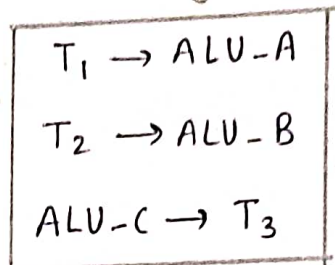 T₁ → ALU-A
T₂ → ALU-B
ALU-C → T₃